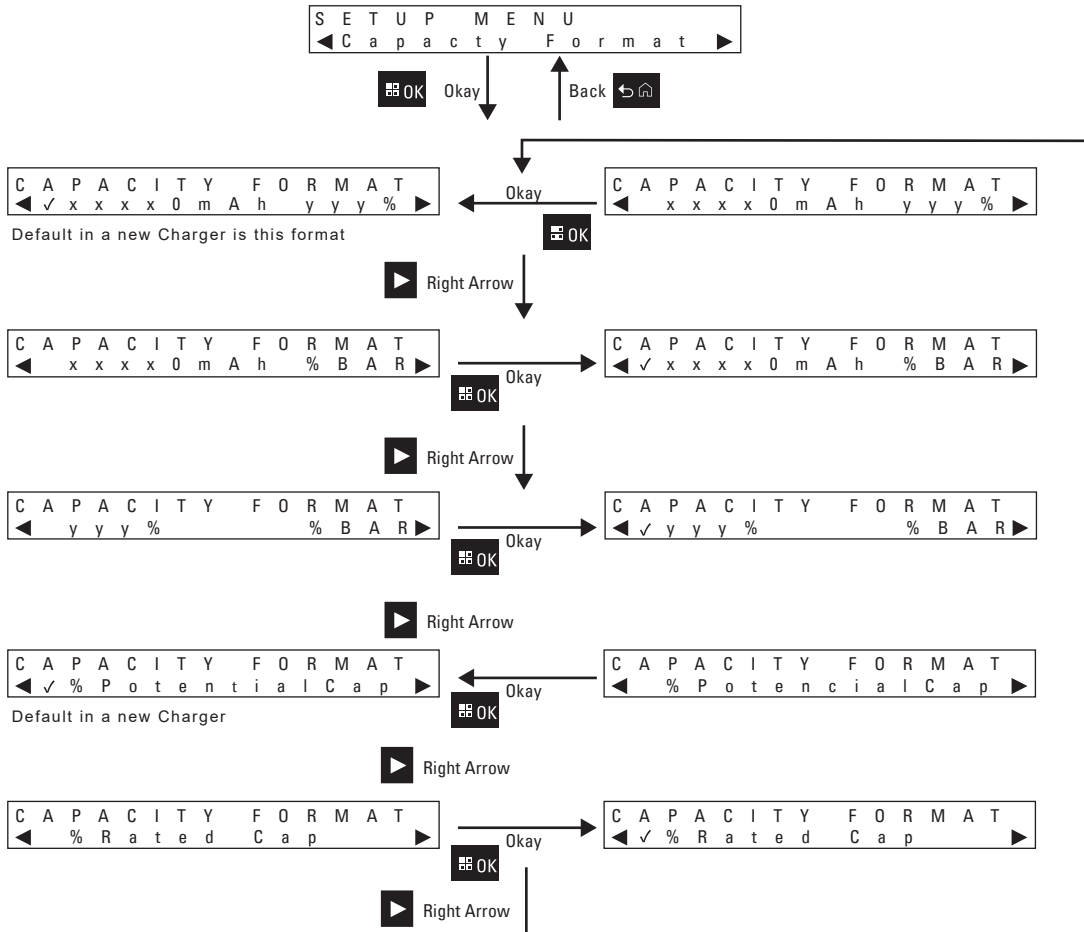 SETUP MENU
◀Capacty Format ▶
OK Okay
Back
CAPACITY FORMAT
◀✓xxxx0mAh yyy% ▶
Okay
OK
CAPACITY FORMAT
◀ xxxx0mAh yyy% ▶
Default in a new Charger is this format
Right Arrow
CAPACITY FORMAT
◀ xxxx0mAh %BAR▶
Okay
OK
CAPACITY FORMAT
◀✓xxxx0mAh %BAR▶
Right Arrow
CAPACITY FORMAT
◀ yyy% %BAR▶
Okay
OK
CAPACITY FORMAT
◀✓yyy% %BAR▶
Right Arrow
CAPACITY FORMAT
◀✓%PotentialCap ▶
Okay
OK
CAPACITY FORMAT
◀ %PotencialCap ▶
Default in a new Charger
Right Arrow
CAPACITY FORMAT
◀ %Rated Cap ▶
Okay
OK
CAPACITY FORMAT
◀✓%Rated Cap ▶
Right Arrow